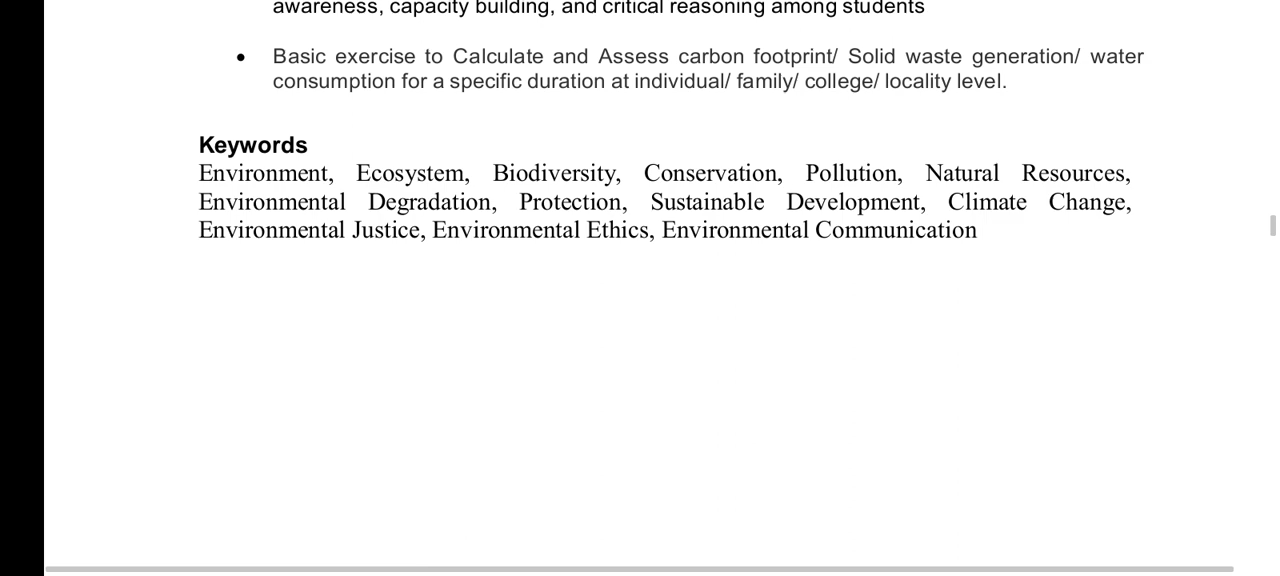 awareness, capacity building, and critical reasoning among students
• Basic exercise to Calculate and Assess carbon footprint/ Solid waste generation/ water
consumption for a specific duration at individual/ family/ college/ locality level.
Keywords
Environment, Ecosystem, Biodiversity, Conservation, Pollution, Natural Resources,
Environmental Degradation, Protection, Sustainable Development, Climate Change,
Environmental Justice, Environmental Ethics, Environmental Communication